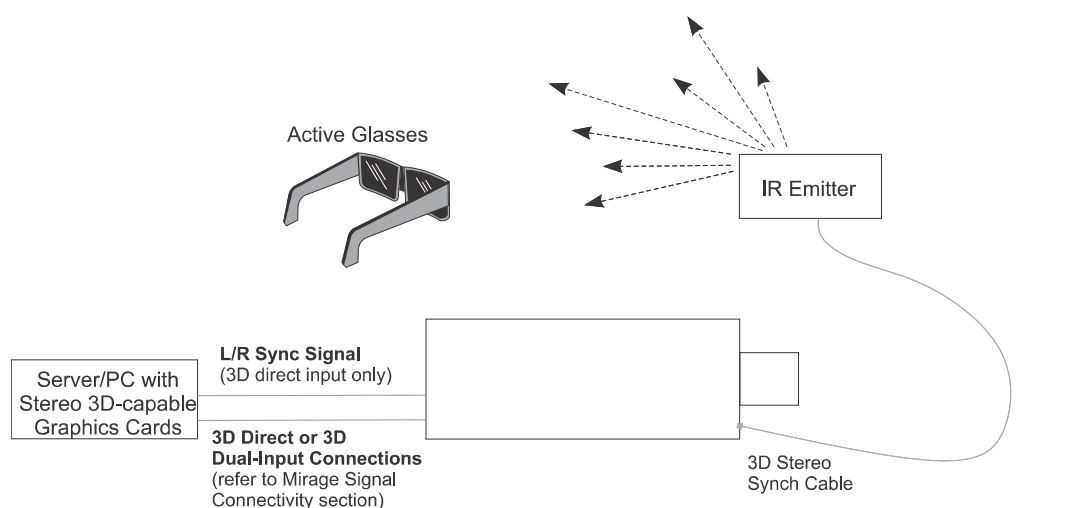 Active Glasses
IR Emitter
L/R Sync Signal
(3D direct input only)
Server/PC with
Stereo 3D-capable
Graphics Cards
3D Direct or 3D
Dual-Input Connections
(refer to Mirage Signal
Connectivity section)
3D Stereo
Synch Cable